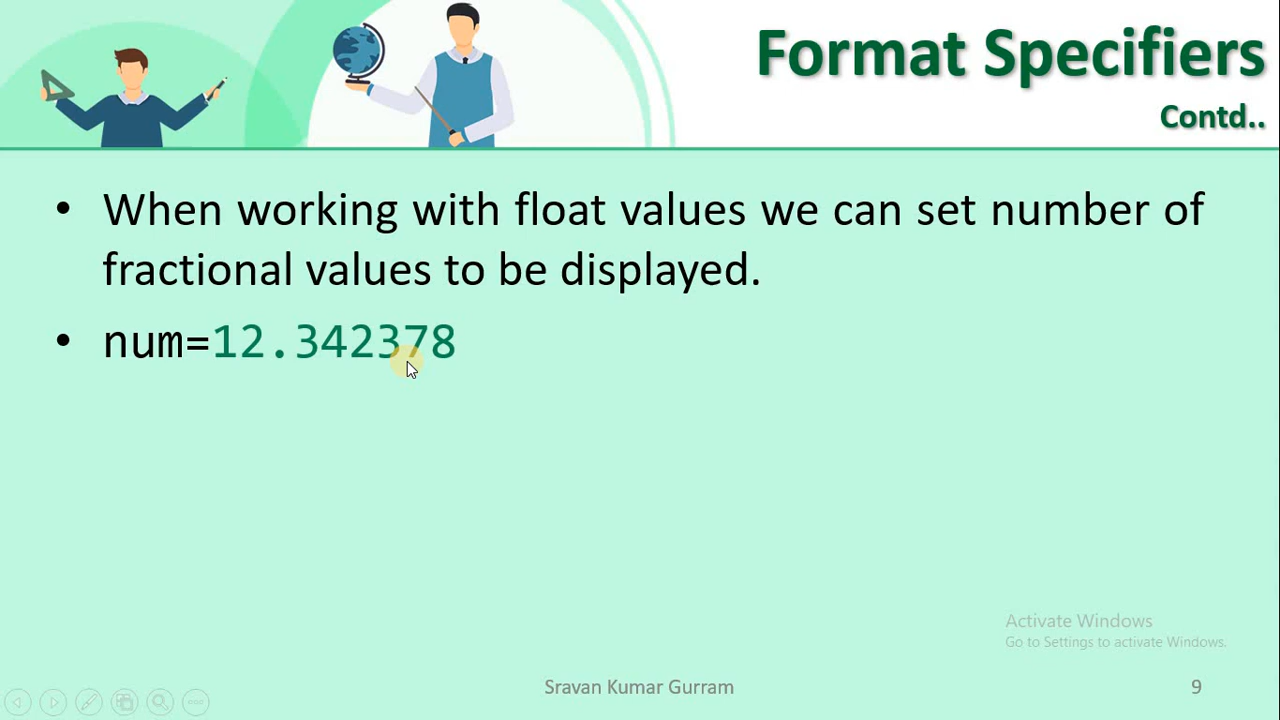 Format Specifiers
Contd..
• When working with float values we can set number of
fractional values to be displayed.
• num=12.342378
Activate Windows
Go to Settings to activate Windows.
Sravan Kumar Gurram
9